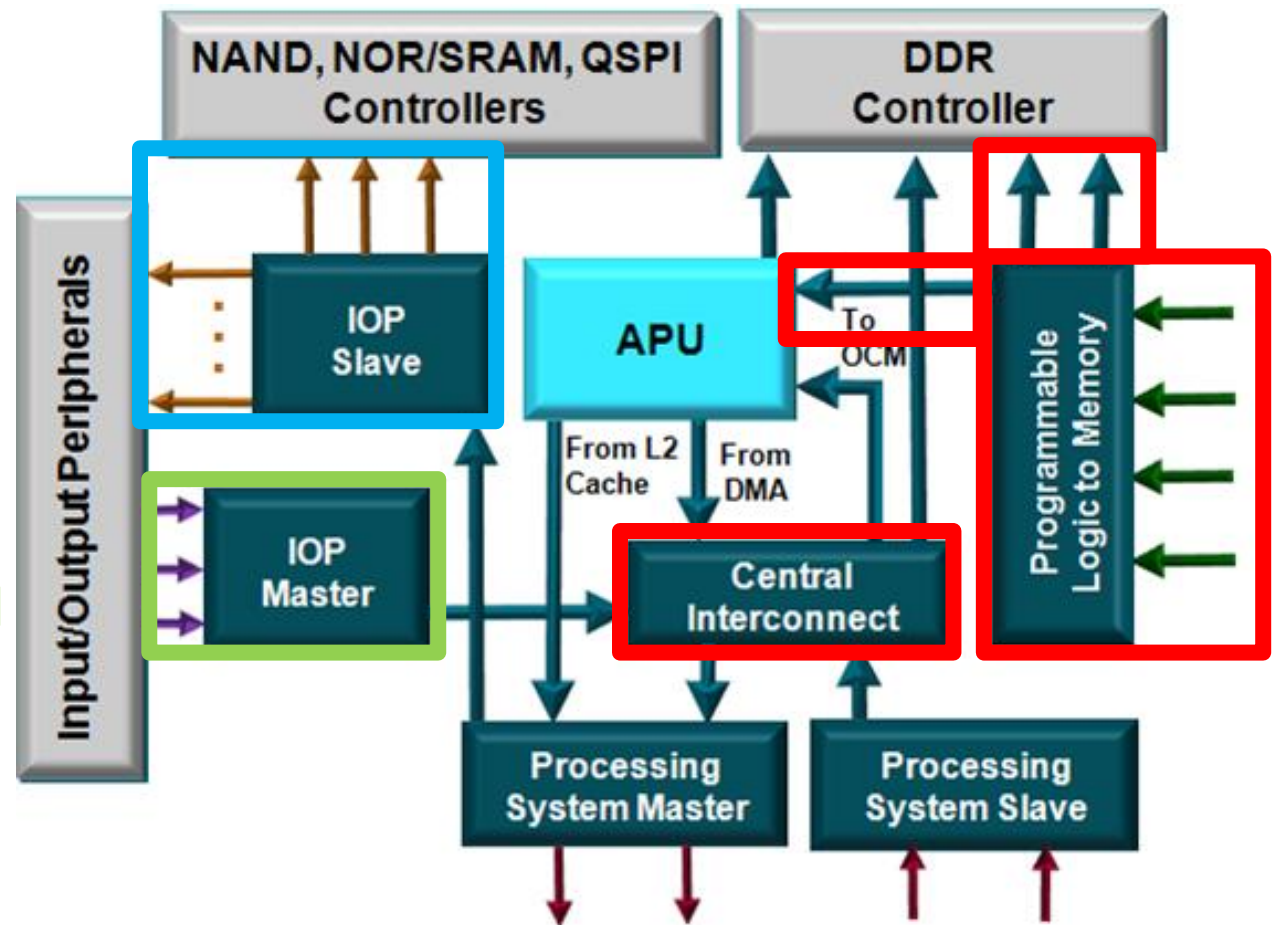 NAND, NOR/SRAM, QSPI
Controllers
DDR
Controller
Input/Output Peripherals
IOP
Slave
APU
To
OCM
Programmable
Logic to Memory
From L2
Cache
From
DMA
IOP
Master
Central
Interconnect
Processing
System Master
Processing
System Slave